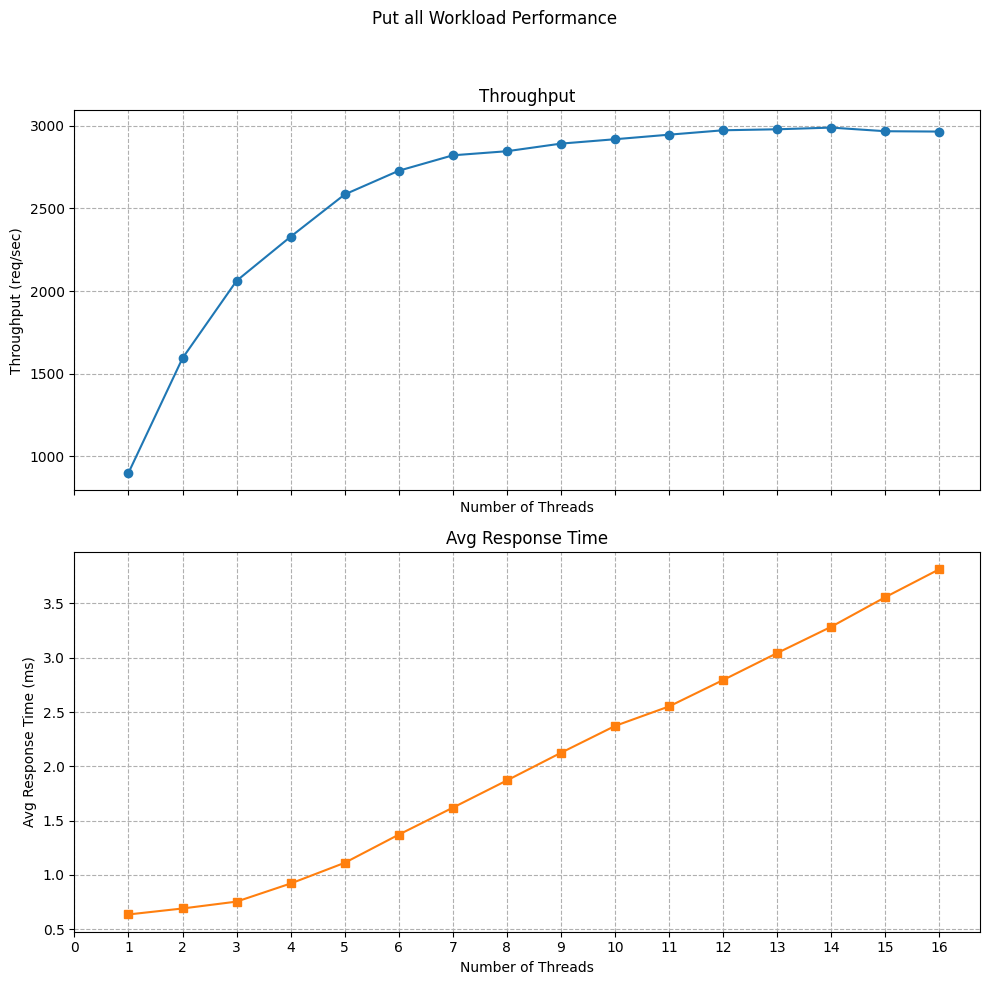 Put all Workload Performance
Throughput
3000
2500
2000
1500
1000
Throughput (req/sec)
Number of Threads
Avg Response Time
3.5
3.0
2.5
2.0
1.5
1.0
0.5
Avg Response Time (ms)
0 1 2 3 4 5 6 7 8 9 10 11 12 13 14 15 16
Number of Threads